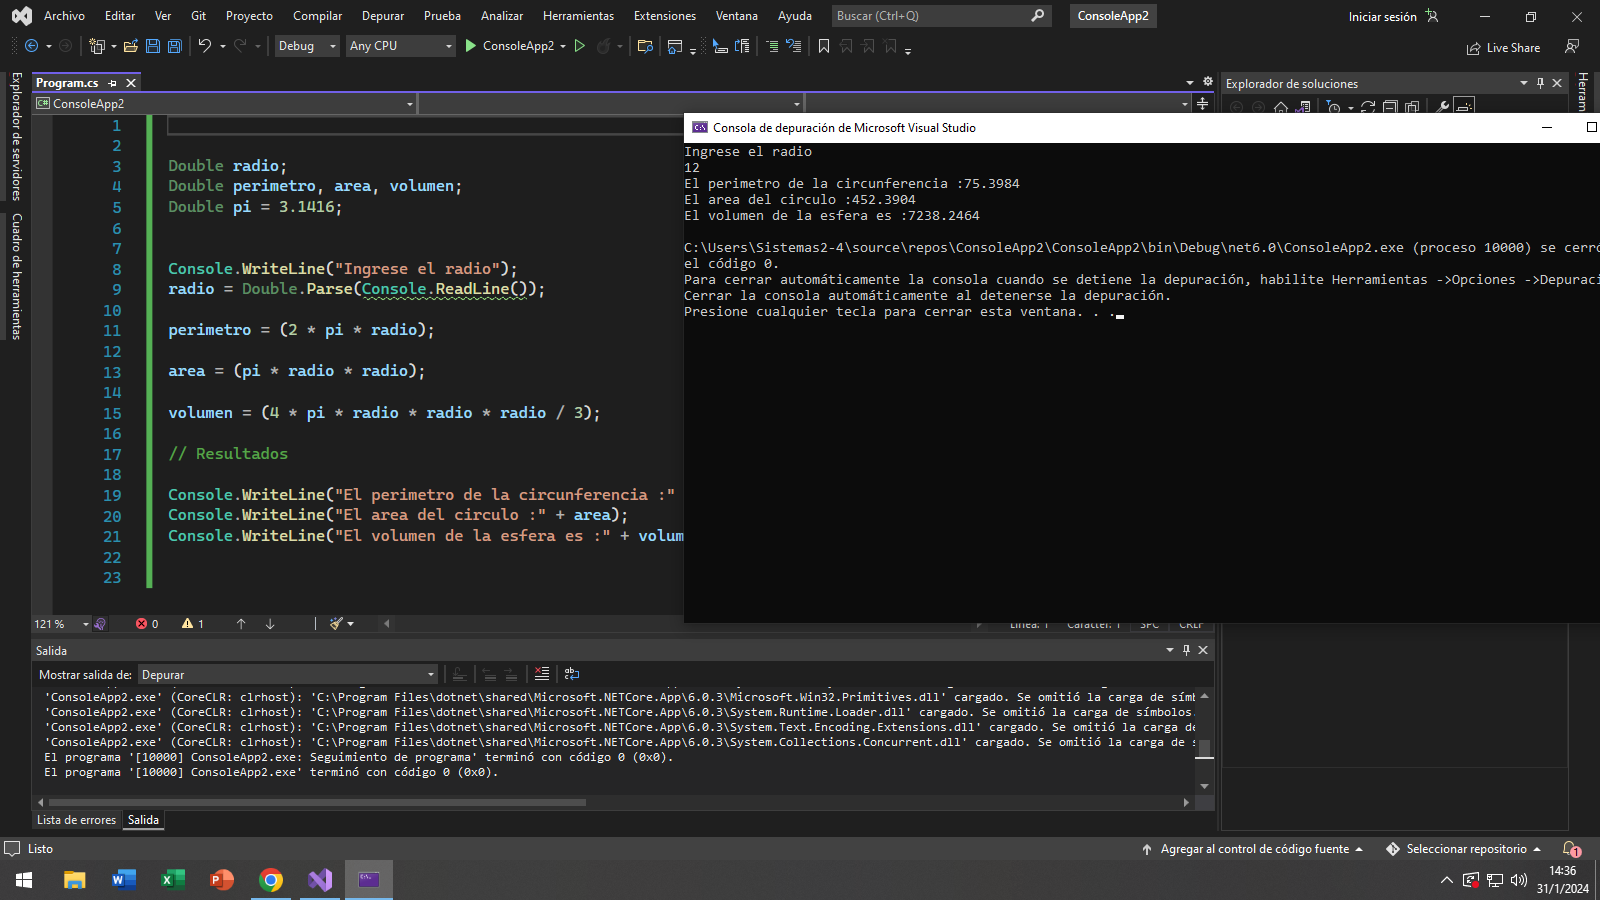 Archivo Editar Ver Git Proyecto Compilar Depurar Prueba Analizar Herramientas Extensiones Ventana Ayuda Buscar (Ctrl+Q) ConsoleApp2 Iniciar sesión
Debug Any CPU ConsoleApp2 Live Share
Explorador de servidores
Cuadro de herramientas
Program.cs
ConsoleApp2
1
2
3 Double radio;
4 Double perimetro, area, volumen;
5 Double pi = 3.1416;
6
7
8 Console.WriteLine("Ingrese el radio");
9 radio = Double.Parse(Console.ReadLine());
10
11 perimetro = (2 * pi * radio);
12
13 area = (pi * radio * radio);
14
15 volumen = (4 * pi * radio * radio * radio / 3);
16
17 // Resultados
18
19 Console.WriteLine("El perimetro de la circunferencia :"
20 Console.WriteLine("El area del circulo :" + area);
21 Console.WriteLine("El volumen de la esfera es :" + volum
22
23
121 % 0 1 Línea: 1 Carácter: 1 SPC CRLF
Explorador de soluciones
Herram
Consola de depuración de Microsoft Visual Studio
Ingrese el radio
12
El perimetro de la circunferencia :75.3984
El area del circulo :452.3904
El volumen de la esfera es :7238.2464
C:\Users\Sistemas2-4\source\repos\ConsoleApp2\ConsoleApp2\bin\Debug\net6.0\ConsoleApp2.exe (proceso 10000) se cerró
el código 0.
Para cerrar automáticamente la consola cuando se detiene la depuración, habilite Herramientas ->Opciones ->Depuraci
Cerrar la consola automáticamente al detenerse la depuración.
Presione cualquier tecla para cerrar esta ventana. . .
Salida
Mostrar salida de: Depurar
'ConsoleApp2.exe' (CoreCLR: clrhost): 'C:\Program Files\dotnet\shared\Microsoft.NETCore.App\6.0.3\Microsoft.Win32.Primitives.dll' cargado. Se omitió la carga de símb
'ConsoleApp2.exe' (CoreCLR: clrhost): 'C:\Program Files\dotnet\shared\Microsoft.NETCore.App\6.0.3\System.Runtime.Loader.dll' cargado. Se omitió la carga de símbolos.
'ConsoleApp2.exe' (CoreCLR: clrhost): 'C:\Program Files\dotnet\shared\Microsoft.NETCore.App\6.0.3\System.Text.Encoding.Extensions.dll' cargado. Se omitió la carga de
'ConsoleApp2.exe' (CoreCLR: clrhost): 'C:\Program Files\dotnet\shared\Microsoft.NETCore.App\6.0.3\System.Collections.Concurrent.dll' cargado. Se omitió la carga de s
El programa '[10000] ConsoleApp2.exe: Seguimiento de programa' terminó con código 0 (0x0).
El programa '[10000] ConsoleApp2.exe' terminó con código 0 (0x0).
Lista de errores Salida
Listo Agregar al control de código fuente Seleccionar repositorio 1
14:36
31/1/2024